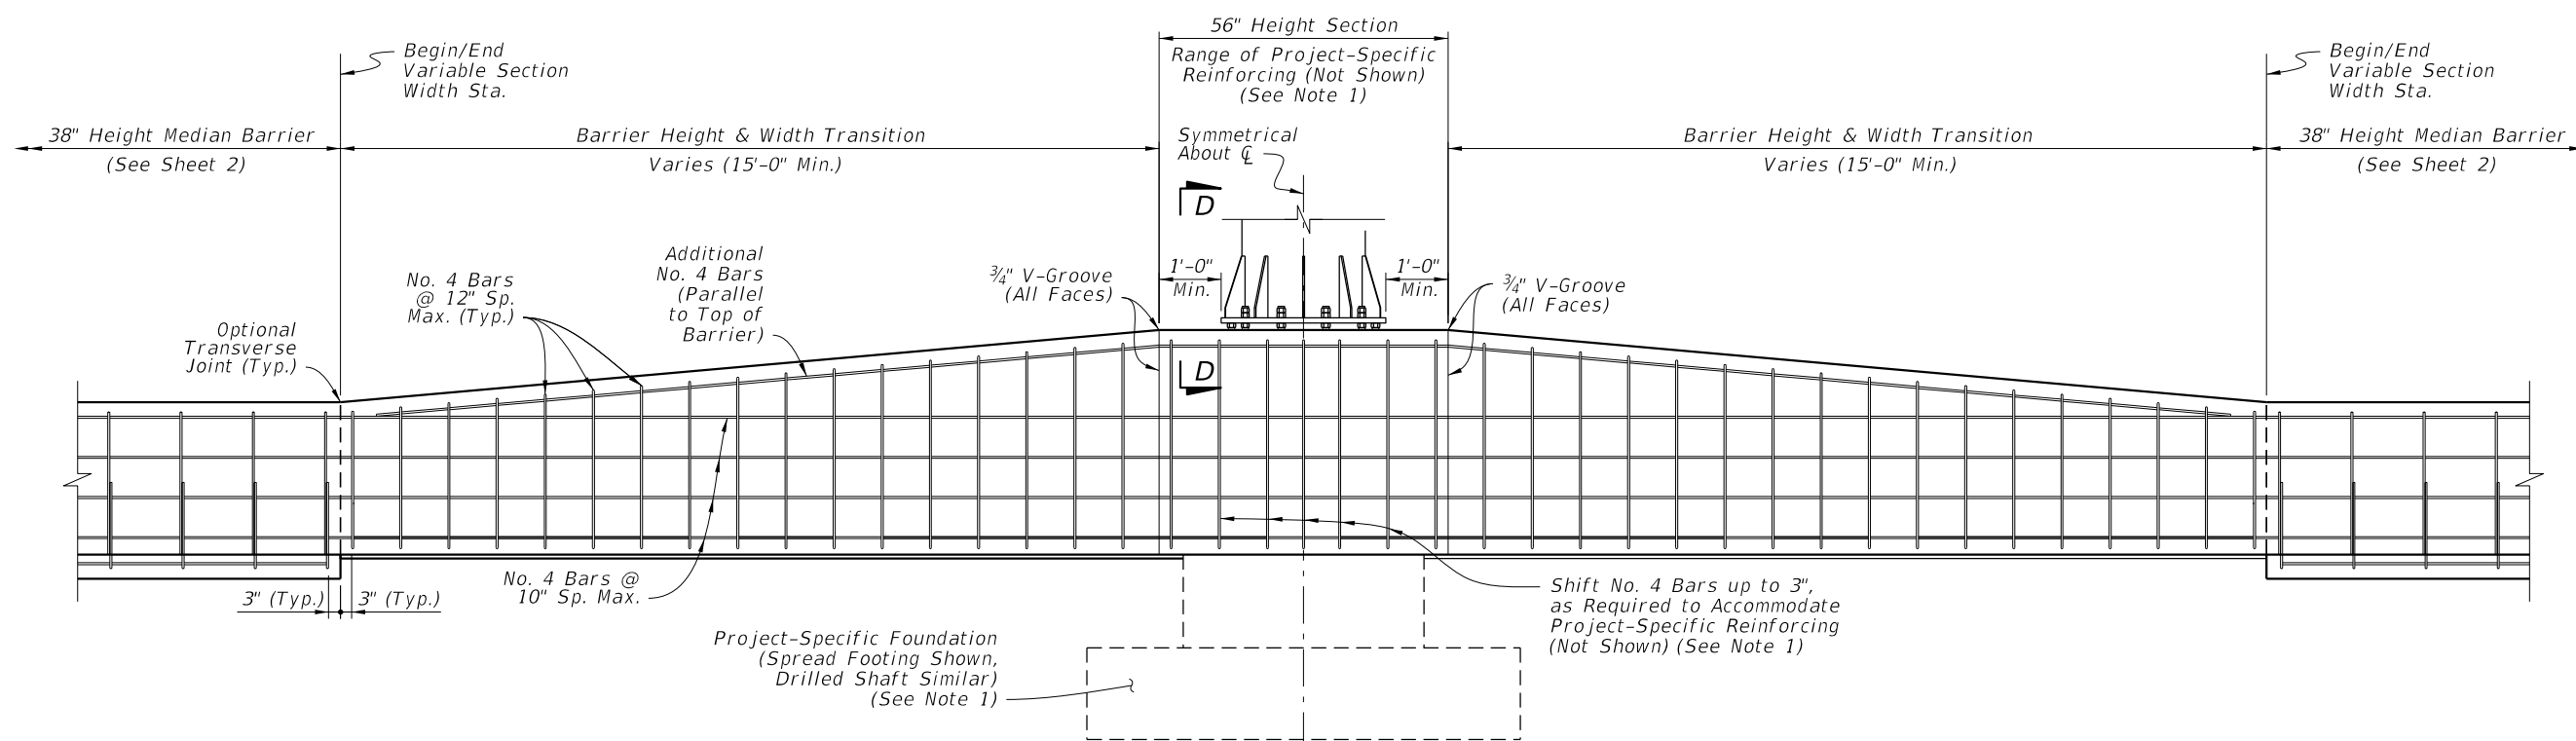 56" Height Section
Range of Project-Specific
Reinforcing (Not Shown)
(See Note 1)
Begin/End
Variable Section
Width Sta.
Begin/End
Variable Section
Width Sta.
38" Height Median Barrier
(See Sheet 2)
Barrier Height & Width Transition
Varies (15'-0" Min.)
Symmetrical
About ℄
Barrier Height & Width Transition
Varies (15'-0" Min.)
38" Height Median Barrier
(See Sheet 2)
D
Additional
No. 4 Bars
(Parallel
to Top of
Barrier)
No. 4 Bars
@ 12" Sp.
Max. (Typ.)
¾" V-Groove
(All Faces)
1'-0"
Min.
1'-0"
Min.
¾" V-Groove
(All Faces)
Optional
Transverse
Joint (Typ.)
D
No. 4 Bars @
10" Sp. Max.
3" (Typ.)
3" (Typ.)
Shift No. 4 Bars up to 3",
as Required to Accommodate
Project-Specific Reinforcing
(Not Shown) (See Note 1)
Project-Specific Foundation
(Spread Footing Shown,
Drilled Shaft Similar)
(See Note 1)